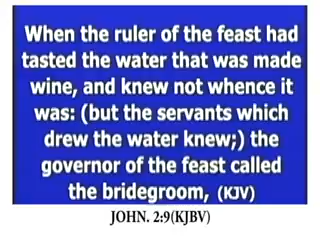 When the ruler of the feast had
tasted the water that was made
wine, and knew not whence it
was: (but the servants which
drew the water knew;) the
governor of the feast called
the bridegroom, (KJV)
JOHN. 2:9(KJBV)